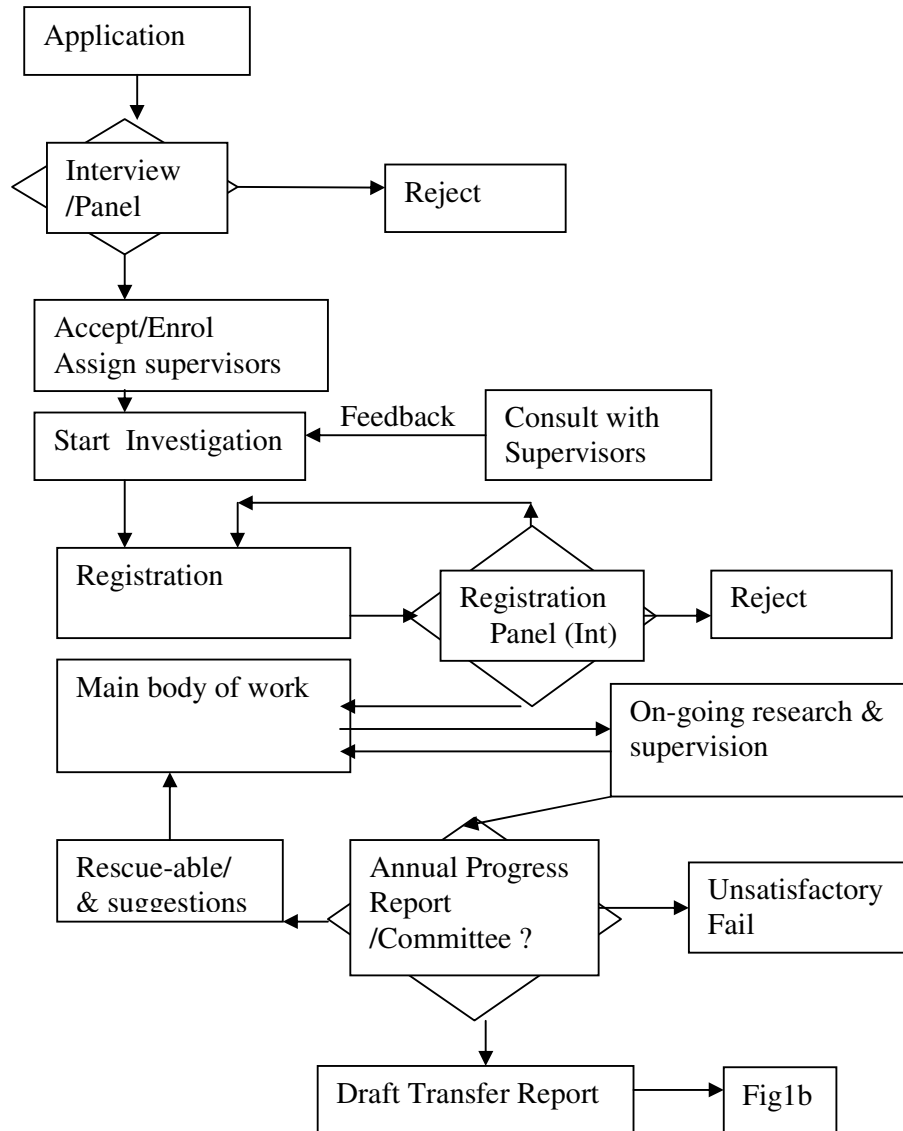 Application
Interview
/Panel
Reject
Accept/Enrol
Assign supervisors
Start Investigation
Feedback
Consult with
Supervisors
Registration
Registration
Panel (Int)
Reject
Main body of work
On-going research &
supervision
Rescue-able/
& suggestions
Annual Progress
Report
/Committee ?
Unsatisfactory
Fail
Draft Transfer Report
Fig1b